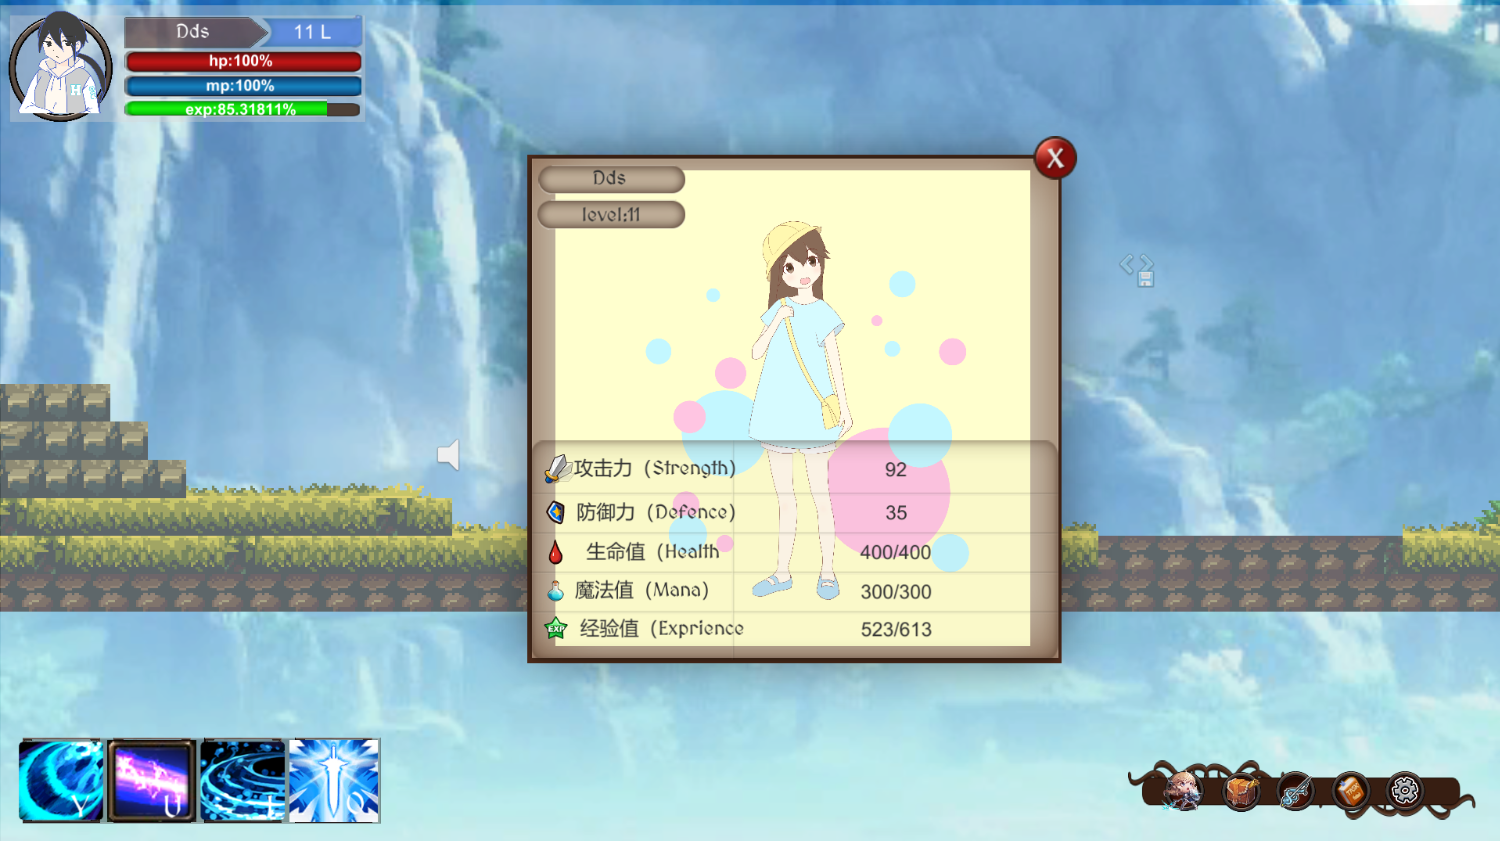 Dds
11 L
hp:100%
mp:100%
exp:85.31811%
H
X
Dds
level:11
攻击力（Strength）
92
防御力（Defence）
35
生命值（Health
400/400
魔法值（Mana）
300/300
EXP
经验值（Exprience
523/613
Y
U
I
O